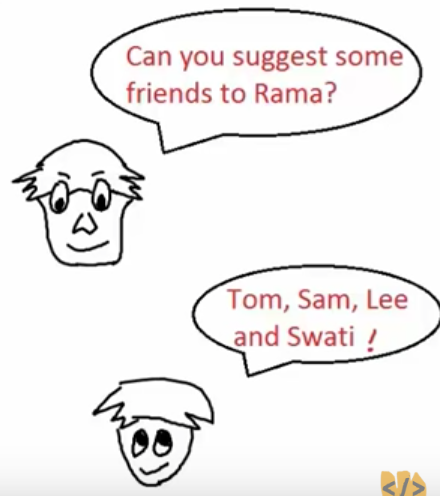 Can you suggest some
friends to Rama?
Tom, Sam, Lee
and Swati !
</>